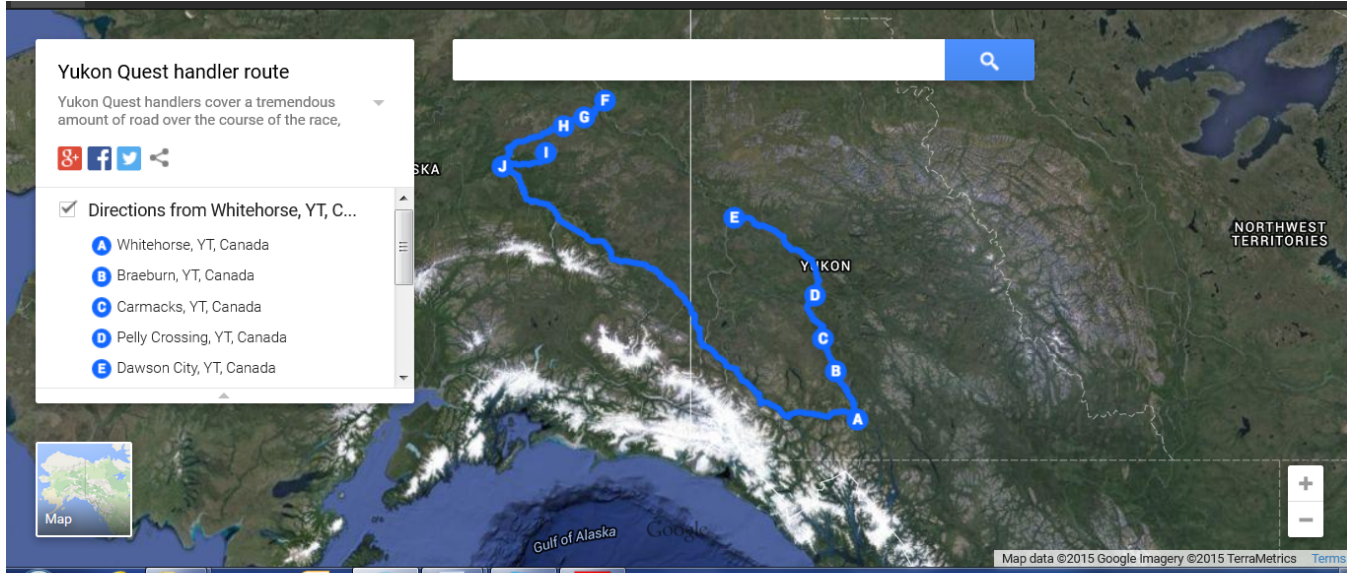 Yukon Quest handler route
Yukon Quest handlers cover a tremendous
amount of road over the course of the race,
g+ f
Directions from Whitehorse, YT, C...
A Whitehorse, YT, Canada
B Braeburn, YT, Canada
C Carmacks, YT, Canada
D Pelly Crossing, YT, Canada
E Dawson City, YT, Canada
Map
F
G
H
I
J
SKA
E
YUKON
D
C
B
A
NORTHWEST
TERRITORIES
Gulf of Alaska
Google
+
−
Map data ©2015 Google Imagery ©2015 TerraMetrics Terms